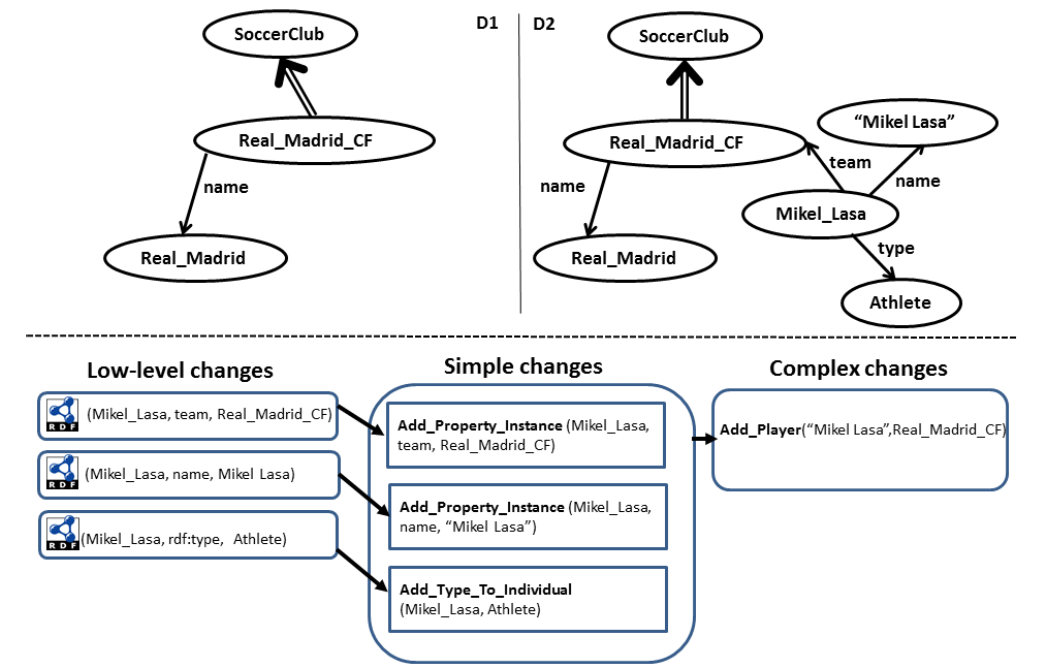 SoccerClub
D1
Real_Madrid_CF
name
Real_Madrid
D2
SoccerClub
“Mikel Lasa”
Real_Madrid_CF
team
name
name
Mikel_Lasa
type
Real_Madrid
Athlete
Low-level changes
RDF
(Mikel_Lasa, team, Real_Madrid_CF)
RDF
(Mikel_Lasa, name, Mikel Lasa)
RDF
(Mikel_Lasa, rdf:type, Athlete)
Simple changes
Add_Property_Instance (Mikel_Lasa,
team, Real_Madrid_CF)
Add_Property_Instance (Mikel_Lasa,
name, “Mikel Lasa”)
Add_Type_To_Individual
(Mikel_Lasa, Athlete)
Complex changes
Add_Player(“Mikel Lasa”,Real_Madrid_CF)